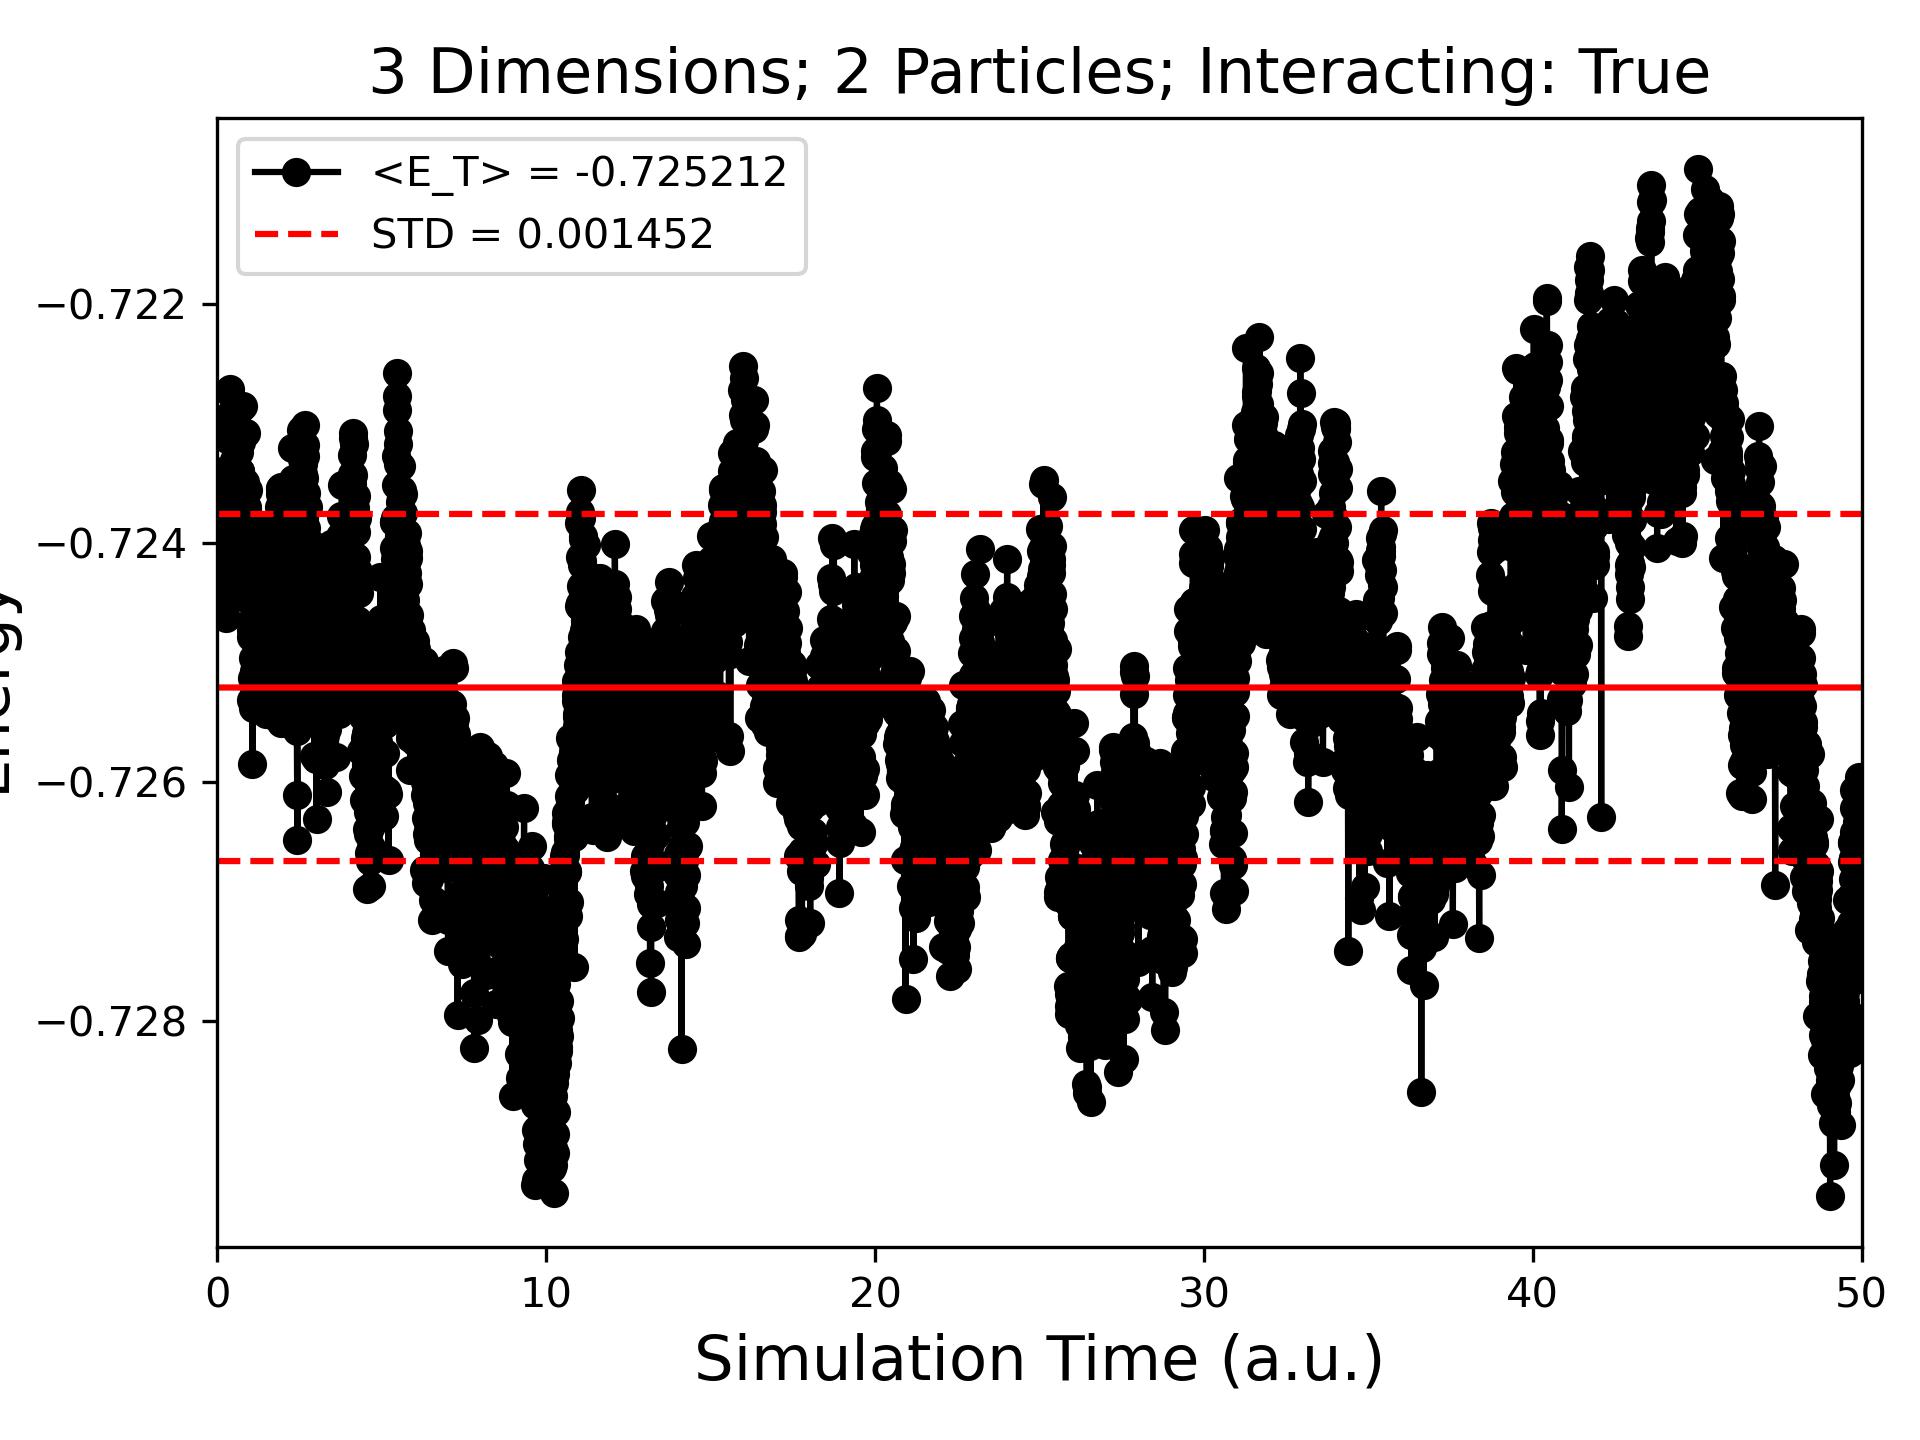 3 Dimensions; 2 Particles; Interacting: True
<E_T> = -0.725212
STD = 0.001452
Energy
−0.722
−0.724
−0.726
−0.728
0 10 20 30 40 50
Simulation Time (a.u.)